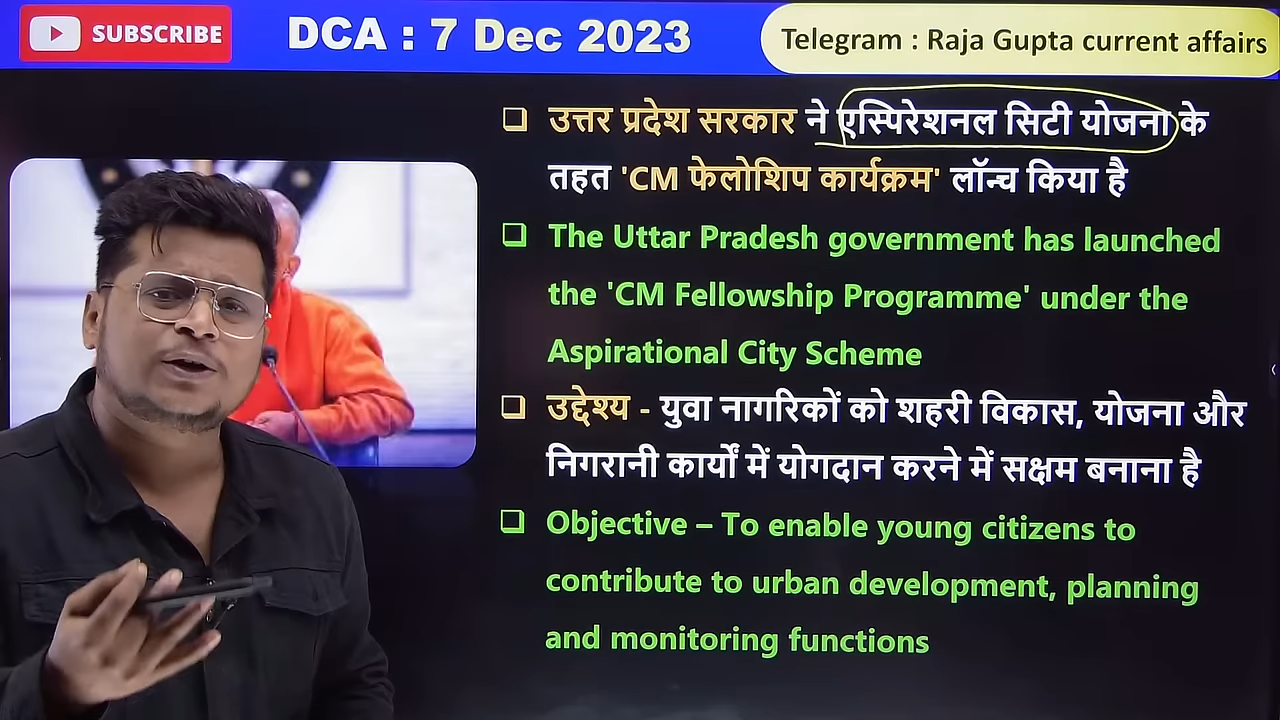 SUBSCRIBE
DCA : 7 Dec 2023
Telegram : Raja Gupta current affairs
उत्तर प्रदेश सरकार ने एस्पिरेशनल सिटी योजना के
तहत 'CM फेलोशिप कार्यक्रम' लॉन्च किया है
The Uttar Pradesh government has launched
the 'CM Fellowship Programme' under the
Aspirational City Scheme
उद्देश्य - युवा नागरिकों को शहरी विकास, योजना और
निगरानी कार्यों में योगदान करने में सक्षम बनाना है
Objective – To enable young citizens to
contribute to urban development, planning
and monitoring functions